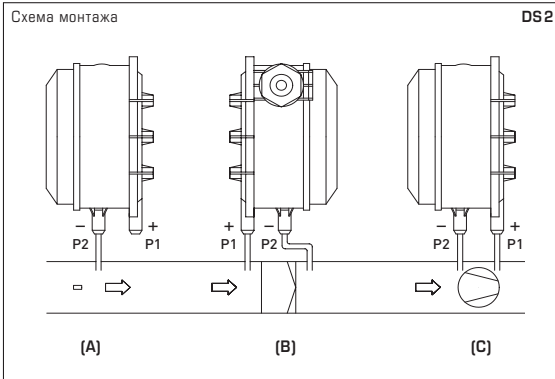 Схема монтажа DS2
– + + – – +
P2 P1 P1 P2 P2 P1
(A) (B) (C)